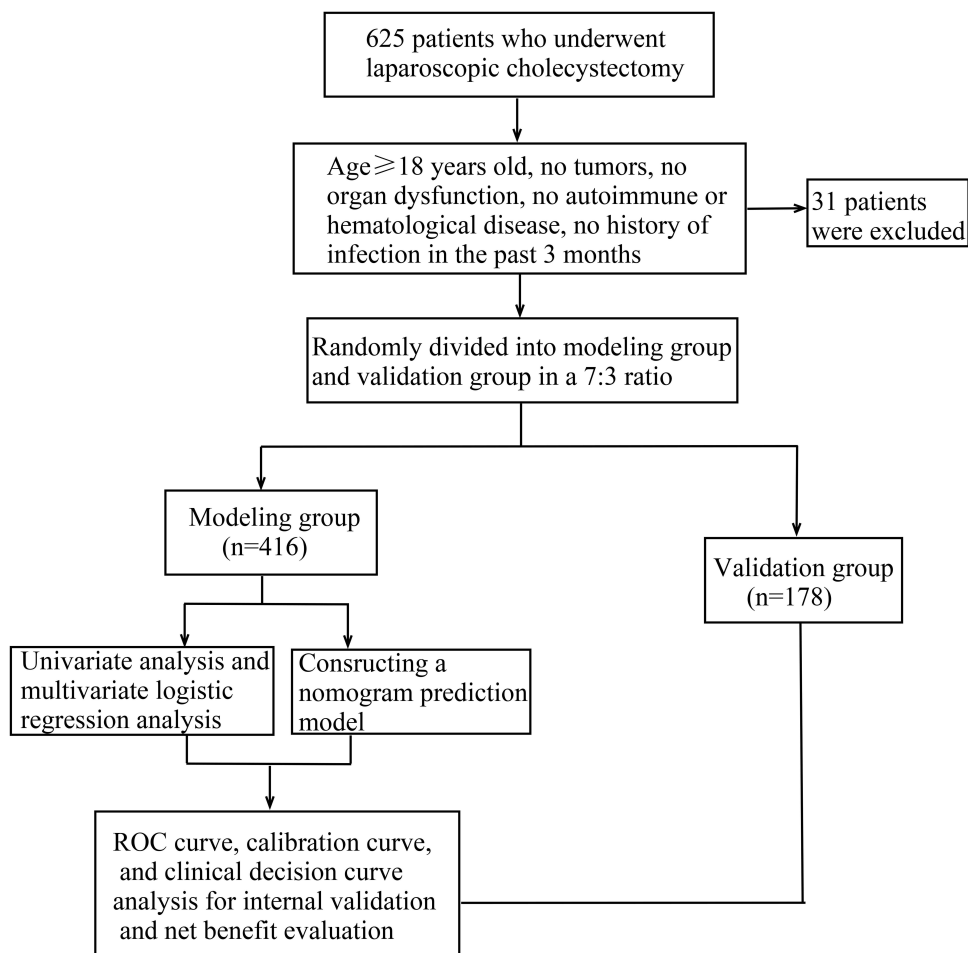 625 patients who underwent
laparoscopic cholecystectomy
Age≥18 years old, no tumors, no
organ dysfunction, no autoimmune or
hematological disease, no history of
infection in the past 3 months
31 patients
were excluded
Randomly divided into modeling group
and validation group in a 7:3 ratio
Modeling group
(n=416)
Validation group
(n=178)
Univariate analysis and
multivariate logistic
regression analysis
Consructing a
nomogram prediction
model
ROC curve, calibration curve,
and clinical decision curve
analysis for internal validation
and net benefit evaluation